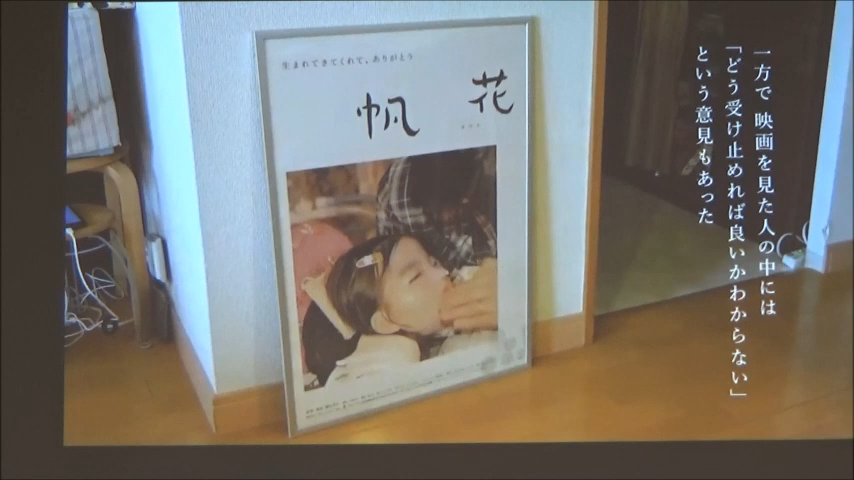 一方で 映画を見た人の中には
「どう受け止めれば良いかわからない」
という意見もあった
生まれてきてくれて、ありがとう
帆花